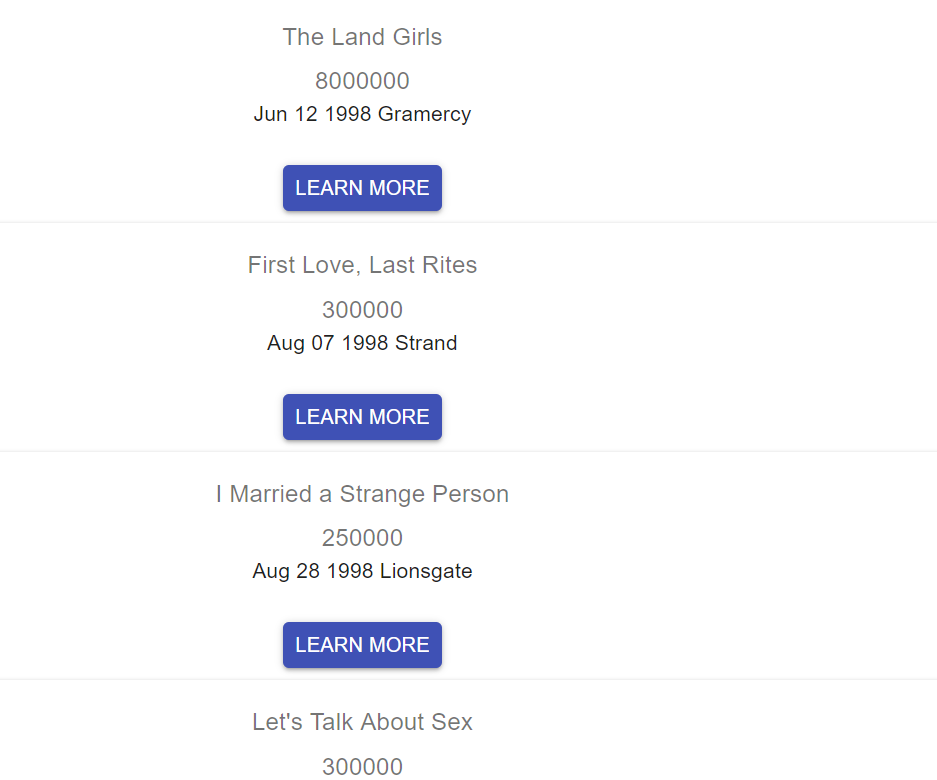 The Land Girls
8000000
Jun 12 1998 Gramercy
LEARN MORE
First Love, Last Rites
300000
Aug 07 1998 Strand
LEARN MORE
I Married a Strange Person
250000
Aug 28 1998 Lionsgate
LEARN MORE
Let's Talk About Sex
300000